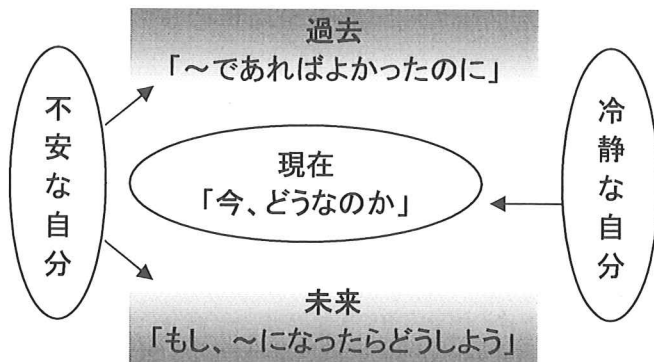 過去
「～であればよかったのに」
不安な自分
現在
「今、どうなのか」
冷静な自分
未来
「もし、～になったらどうしよう」